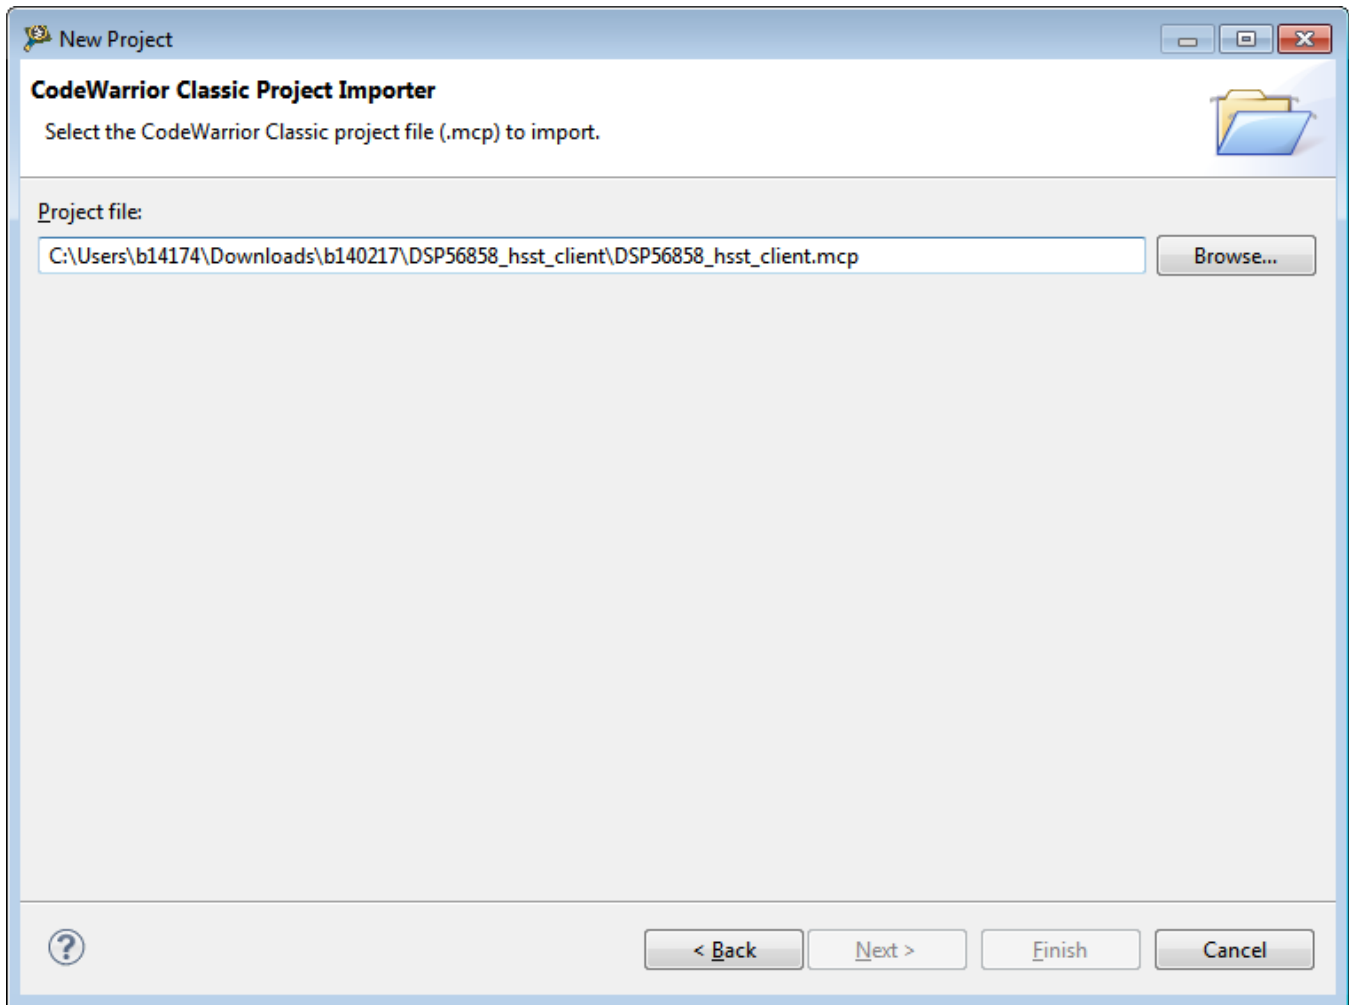 New Project
CodeWarrior Classic Project Importer
Select the CodeWarrior Classic project file (.mcp) to import.
Project file:
C:\Users\b14174\Downloads\b140217\DSP56858_hsst_client\DSP56858_hsst_client.mcp
Browse...
?
< Back
Next >
Finish
Cancel